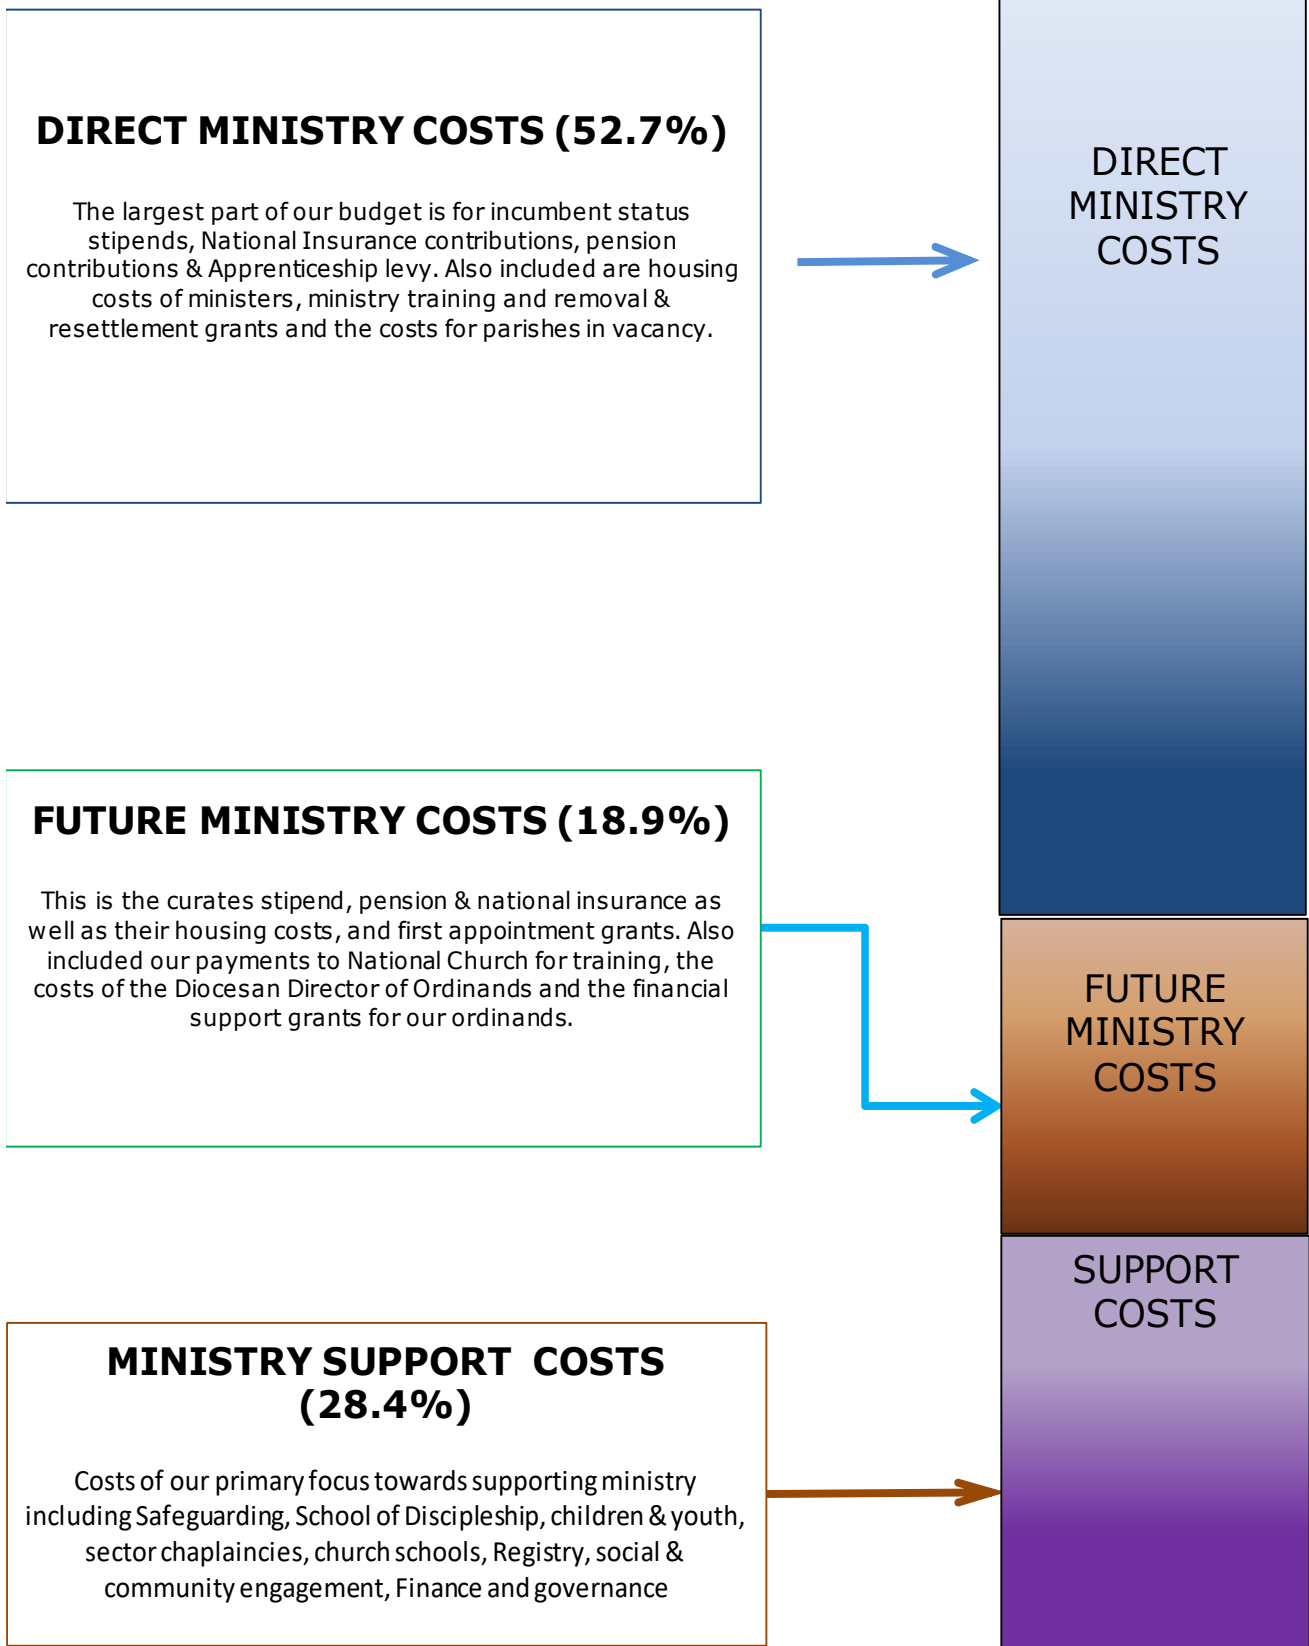 DIRECT MINISTRY COSTS (52.7%)
The largest part of our budget is for incumbent status
stipends, National Insurance contributions, pension
contributions & Apprenticeship levy. Also included are housing
costs of ministers, ministry training and removal &
resettlement grants and the costs for parishes in vacancy.
DIRECT
MINISTRY
COSTS
FUTURE MINISTRY COSTS (18.9%)
This is the curates stipend, pension & national insurance as
well as their housing costs, and first appointment grants. Also
included our payments to National Church for training, the
costs of the Diocesan Director of Ordinands and the financial
support grants for our ordinands.
FUTURE
MINISTRY
COSTS
MINISTRY SUPPORT COSTS
(28.4%)
Costs of our primary focus towards supporting ministry
including Safeguarding, School of Discipleship, children & youth,
sector chaplaincies, church schools, Registry, social &
community engagement, Finance and governance
SUPPORT
COSTS